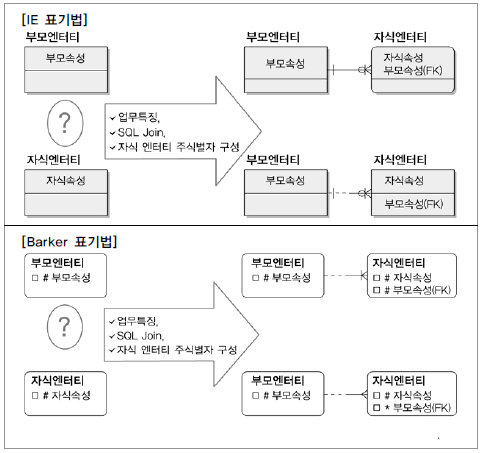 [IE 표기법]
부모엔터티
부모속성
?
✓업무특징,
✓SQL Join,
✓자식 엔터티 주식별자 구성
자식엔터티
자식속성
부모엔터티
부모속성
자식엔터티
자식속성
부모속성(FK)
부모엔터티
부모속성
자식엔터티
자식속성
부모속성(FK)
[Barker 표기법]
부모엔터티
□ # 부모속성
?
✓업무특징,
✓SQL Join,
✓자식 엔터티 주식별자 구성
자식엔터티
□ # 자식속성
부모엔터티
□ # 부모속성
자식엔터티
□ # 자식속성
□ # 부모속성(FK)
부모엔터티
□ # 부모속성
자식엔터티
□ # 자식속성
□ * 부모속성(FK)